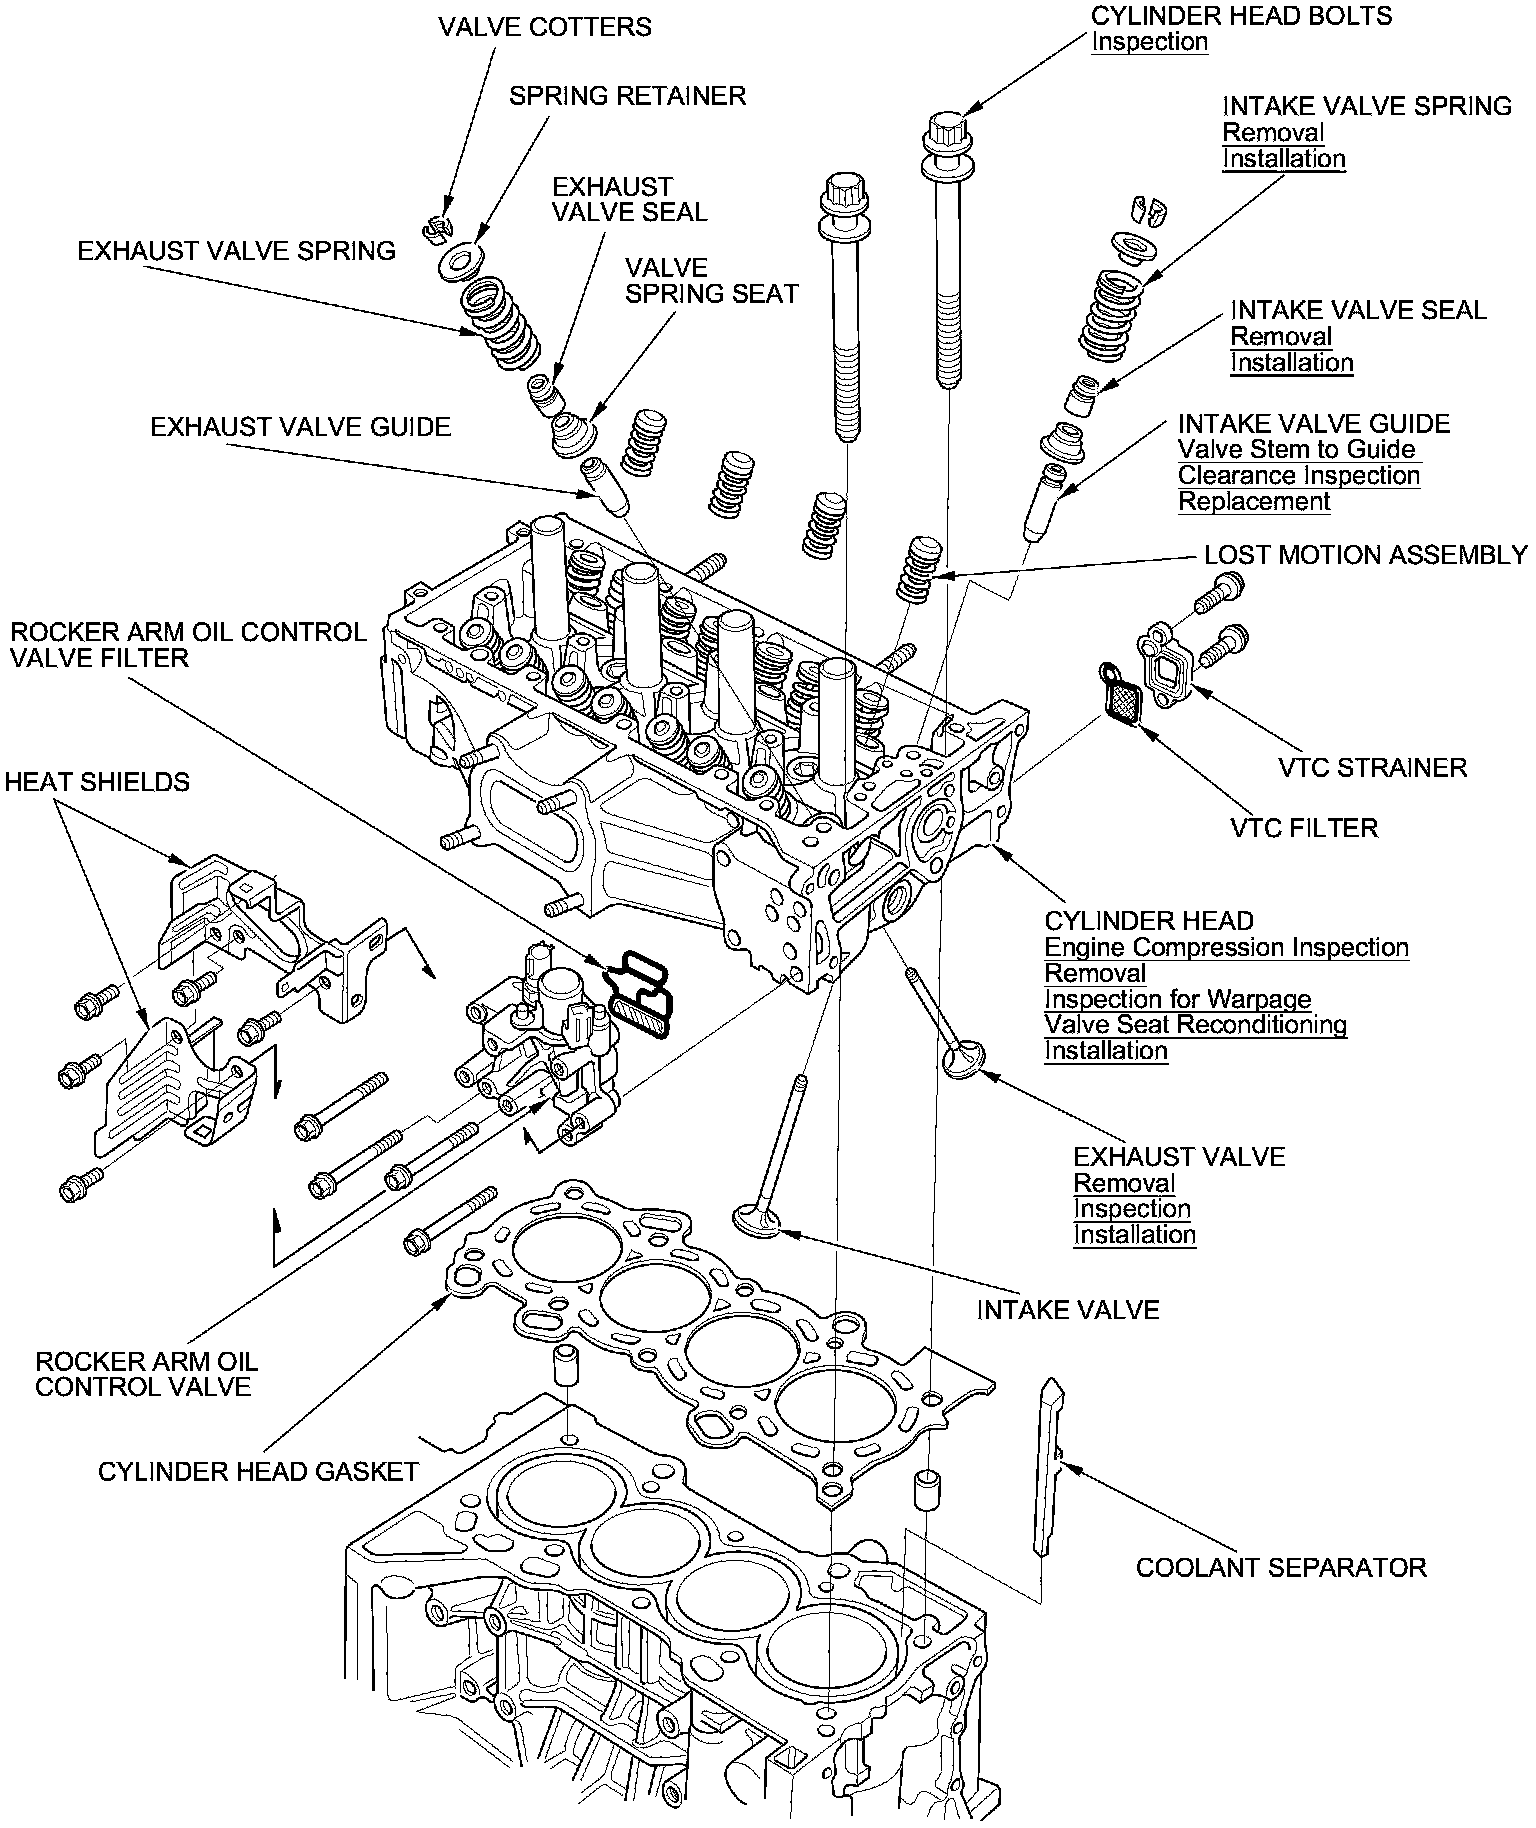 VALVE COTTERS
CYLINDER HEAD BOLTS
Inspection
SPRING RETAINER
INTAKE VALVE SPRING
Removal
Installation
EXHAUST
VALVE SEAL
EXHAUST VALVE SPRING
VALVE
SPRING SEAT
INTAKE VALVE SEAL
Removal
Installation
EXHAUST VALVE GUIDE
INTAKE VALVE GUIDE
Valve Stem to Guide
Clearance Inspection
Replacement
LOST MOTION ASSEMBLY
ROCKER ARM OIL CONTROL
VALVE FILTER
HEAT SHIELDS
VTC STRAINER
VTC FILTER
CYLINDER HEAD
Engine Compression Inspection
Removal
Inspection for Warpage
Valve Seat Reconditioning
Installation
EXHAUST VALVE
Removal
Inspection
Installation
INTAKE VALVE
ROCKER ARM OIL
CONTROL VALVE
CYLINDER HEAD GASKET
COOLANT SEPARATOR